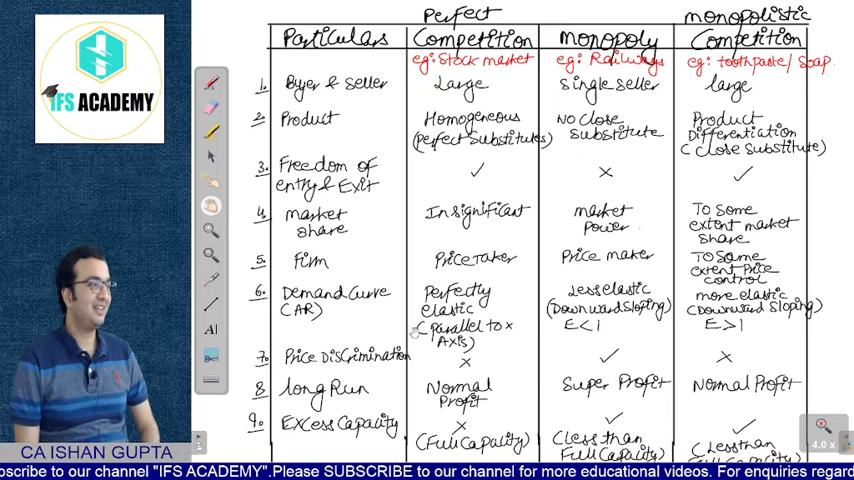 IFS ACADEMY
Particulars
Perfect
Competition
monopoly
monopolistic
Competition
eg: Stock market
eg: Railways
eg: toothpaste/ Soap
1. Byer & seller
Large
single seller
large
2. Product
Homogeneous
(Perfect Substitutes)
No close
substitute
Product
Differentiation
(close substitute)
3. Freedom of
entry & Exit
✓
×
✓
4. market
share
Insignificant
market
power
To some
extent market
share
5. Firm
Price taker
Price maker
To some
extent price
control
6. Demand curve
(AR)
Perfectly
elastic
(parallel to x
Axis)
Less elastic
(Downward sloping)
E<1
more elastic
(Downward sloping)
E>1
7. Price Discrimination
×
✓
×
8 long Run
Normal
Profit
Super Profit
Normal Profit
9. Excess capacity
×
(Full capacity)
✓
(less than
Full capacity)
✓
(Less than
Full capacity)
4.0 x
CA ISHAN GUPTA
bscribe to our channel "IFS ACADEMY".Please SUBSCRIBE to our channel for more educational videos. For enquiries regard